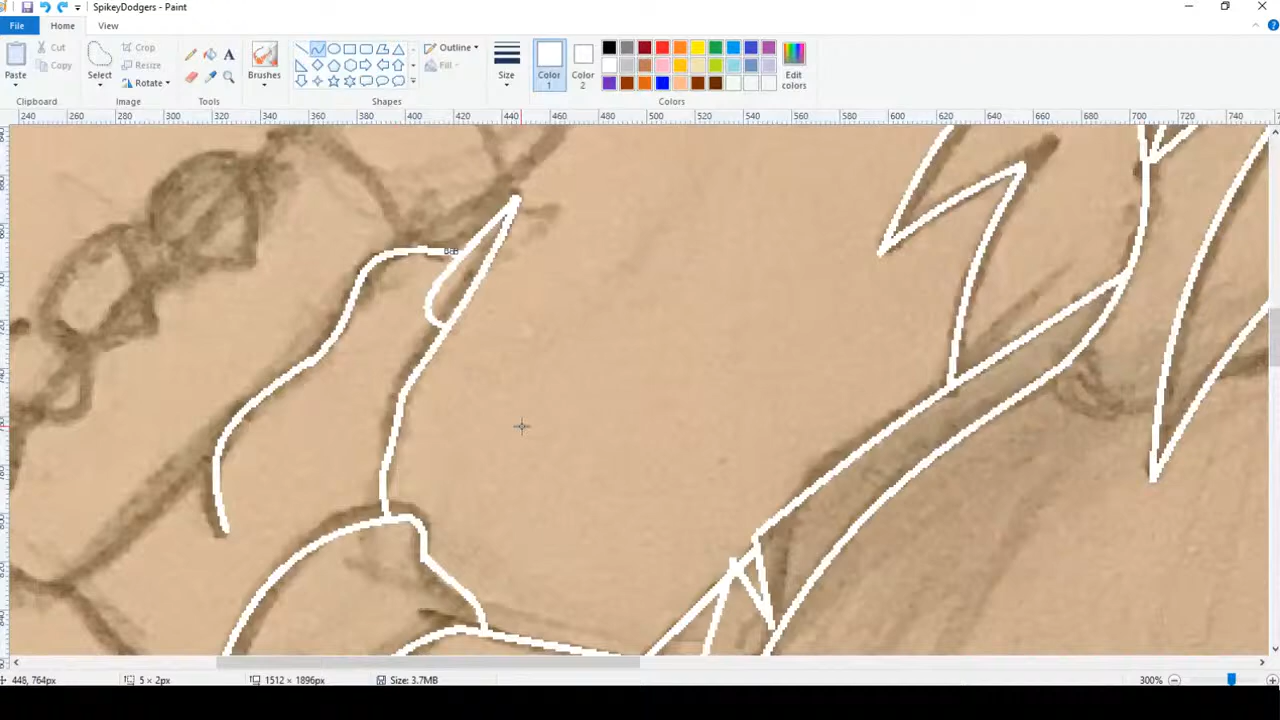 SpikeyDodgers - Paint
File Home View
Paste
Cut
Copy
Clipboard
Select
Crop
Resize
Rotate
Image
A
Tools
Brushes
Shapes
Outline
Fill
Size
Color 1
Color 2
Edit colors
Colors
240 260 280 300 320 340 360 380 400 420 440 460 480 500 520 540 560 580 600 620 640 660 680 700 720 740
448, 764px
5 × 2px
1512 × 1896px
Size: 3.7MB
300%